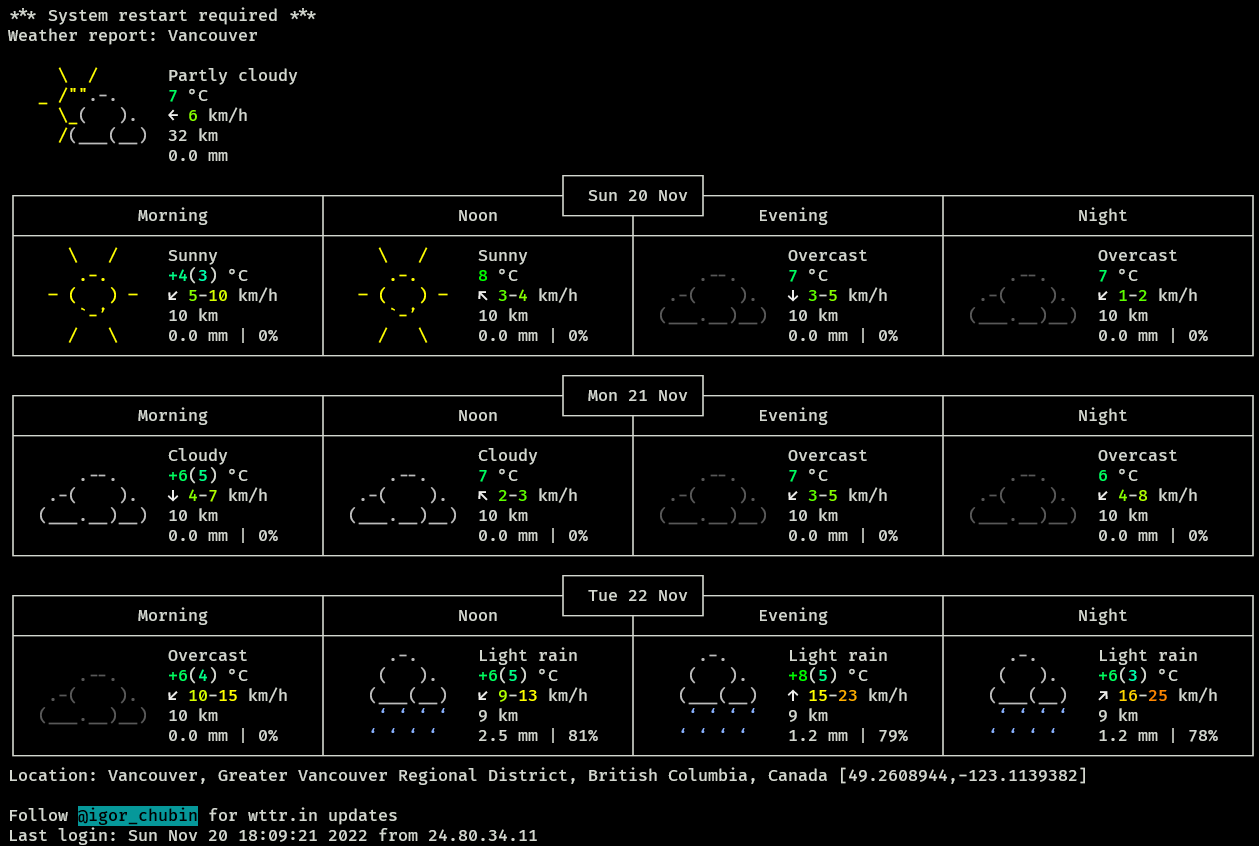 *** System restart required ***
Weather report: Vancouver
Partly cloudy
7 °C
← 6 km/h
32 km
0.0 mm
Sun 20 Nov
Morning Noon Evening Night
Sunny Sunny Overcast Overcast
+4(3) °C 8 °C 7 °C 7 °C
↙ 5-10 km/h ↖ 3-4 km/h ↓ 3-5 km/h ↙ 1-2 km/h
10 km 10 km 10 km 10 km
0.0 mm | 0% 0.0 mm | 0% 0.0 mm | 0% 0.0 mm | 0%
Mon 21 Nov
Morning Noon Evening Night
Cloudy Cloudy Overcast Overcast
+6(5) °C 7 °C 7 °C 6 °C
↓ 4-7 km/h ↖ 2-3 km/h ↙ 3-5 km/h ↙ 4-8 km/h
10 km 10 km 10 km 10 km
0.0 mm | 0% 0.0 mm | 0% 0.0 mm | 0% 0.0 mm | 0%
Tue 22 Nov
Morning Noon Evening Night
Overcast Light rain Light rain Light rain
+6(4) °C +6(5) °C +8(5) °C +6(3) °C
↙ 10-15 km/h ↙ 9-13 km/h ↑ 15-23 km/h ↗ 16-25 km/h
10 km 9 km 9 km 9 km
0.0 mm | 0% 2.5 mm | 81% 1.2 mm | 79% 1.2 mm | 78%
Location: Vancouver, Greater Vancouver Regional District, British Columbia, Canada [49.2608944,-123.1139382]
Follow @igor_chubin for wttr.in updates
Last login: Sun Nov 20 18:09:21 2022 from 24.80.34.11